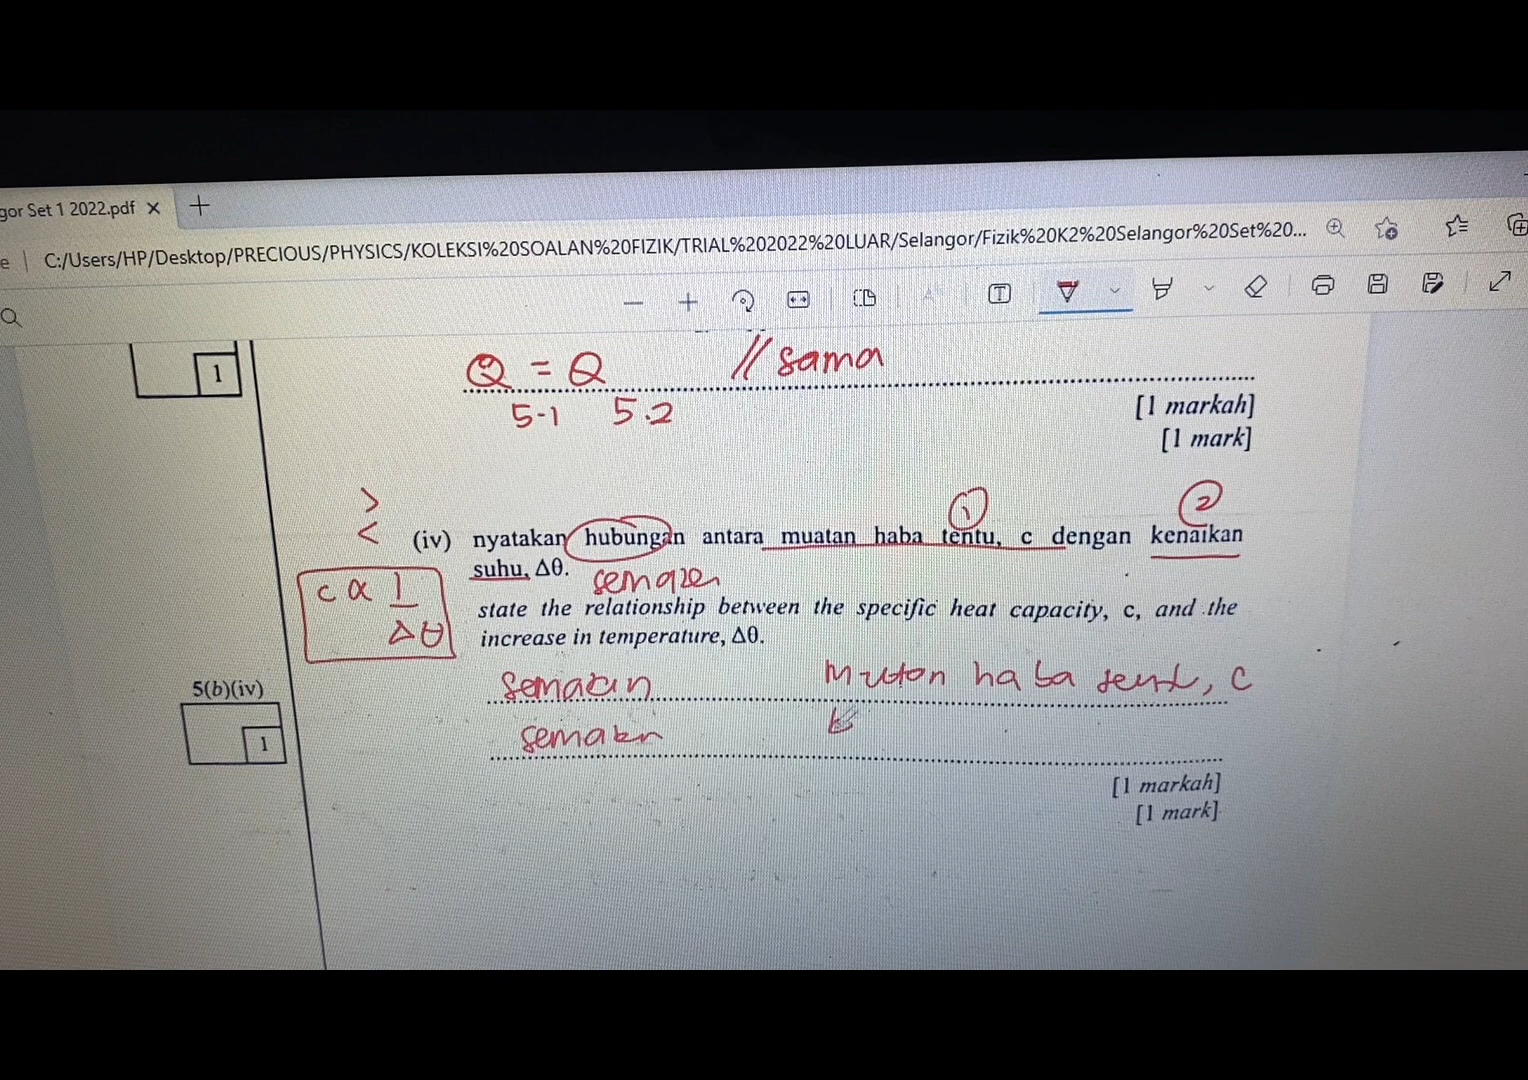 gor Set 1 2022.pdf
C:/Users/HP/Desktop/PRECIOUS/PHYSICS/KOLEKSI%20SOALAN%20FIZIK/TRIAL%202022%20LUAR/Selangor/Fizik%20K2%20Selangor%20Set%20...
1
Q = Q // sama
5.1 5.2
[1 markah]
[1 mark]
>
<
1
2
(iv) nyatakan hubungan antara muatan haba tentu, c dengan kenaikan
suhu, Δθ.
c α 1
Δθ
state the relationship between the specific heat capacity, c, and the
increase in temperature, Δθ.
5(b)(iv)
1
haba , c
[1 markah]
[1 mark]